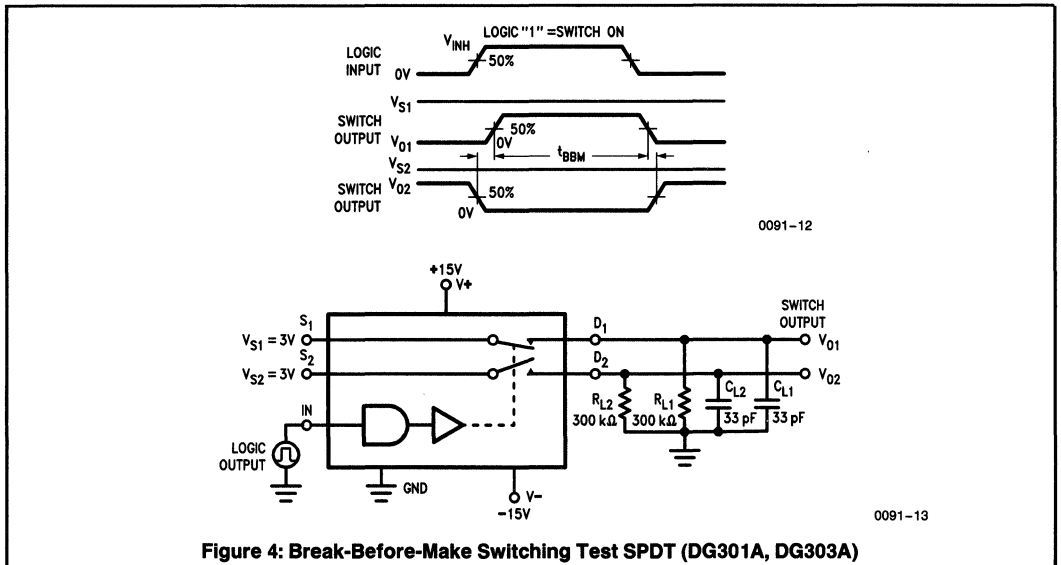 LOGIC "1" = SWITCH ON
LOGIC INPUT
VINH
50%
0V
VS1
SWITCH OUTPUT
V01
50%
0V
tBBM
VS2
SWITCH OUTPUT
V02
50%
0V
0091-12
+15V
V+
S1
VS1 = 3V
S2
VS2 = 3V
IN
LOGIC OUTPUT
GND
V-
-15V
D1
D2
SWITCH OUTPUT
V01
V02
RL2
300 kΩ
RL1
300 kΩ
CL2
33 pF
CL1
33 pF
0091-13
Figure 4: Break-Before-Make Switching Test SPDT (DG301A, DG303A)